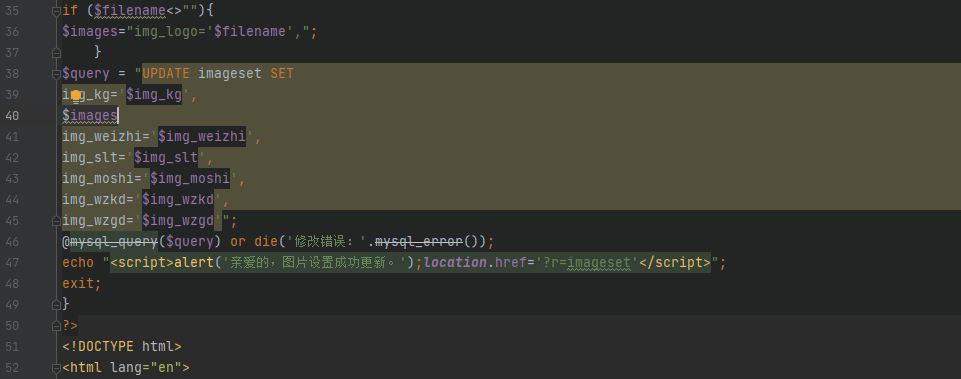 35 if ($filename<>""){
36 $images="img_logo='$filename',";
37     }
38 $query = "UPDATE imageset SET
39 img_kg='$img_kg',
40 $images
41 img_weizhi='$img_weizhi',
42 img_slt='$img_slt',
43 img_moshi='$img_moshi',
44 img_wzkd='$img_wzkd',
45 img_wzgd='$img_wzgd'";
46 @mysql_query($query) or die('修改错误：'.mysql_error());
47 echo "<script>alert('亲爱的，图片设置成功更新。');location.href='?r=imageset'</script>";
48 exit;
49 }
50 ?>
51 <!DOCTYPE html>
52 <html lang="en">